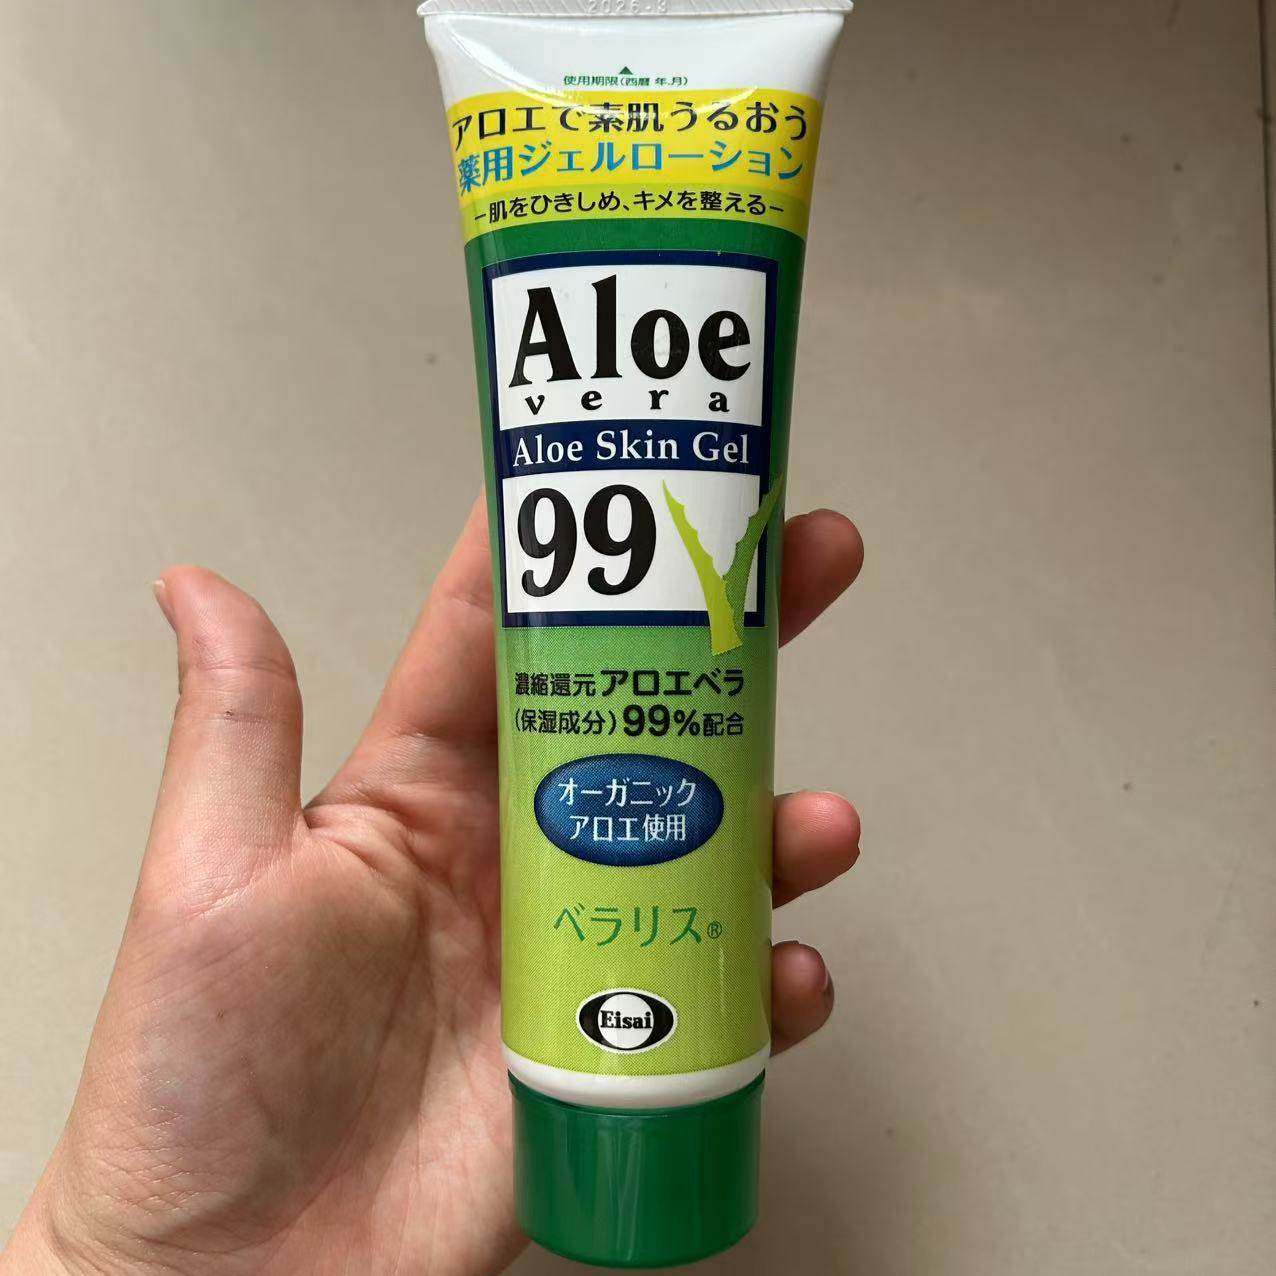 使用期限(西暦 年.月)
アロエで素肌うるおう
薬用ジェルローション
-肌をひきしめ、キメを整える-
Aloe
vera
Aloe Skin Gel
99
濃縮還元アロエベラ
(保湿成分)99%配合
オーガニック
アロエ使用
ベラリス®
Eisai